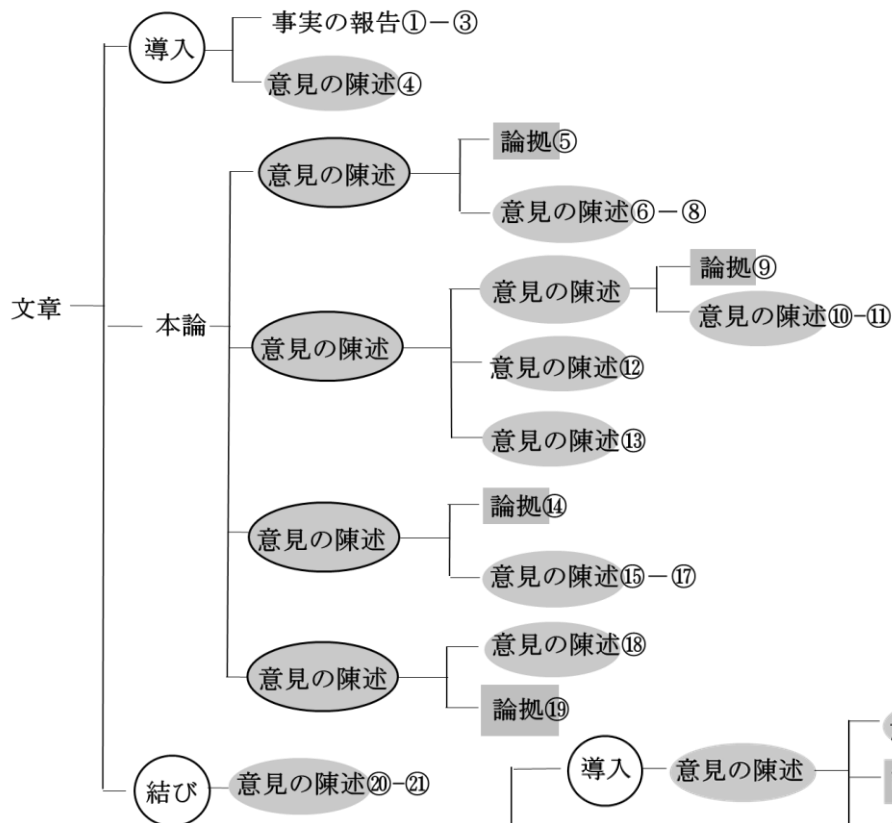 導入
事実の報告①－③
意見の陳述④
意見の陳述
論拠⑤
意見の陳述⑥－⑧
文章
本論
意見の陳述
意見の陳述
論拠⑨
意見の陳述⑩-⑪
意見の陳述⑫
意見の陳述⑬
意見の陳述
論拠⑭
意見の陳述⑮－⑰
意見の陳述
意見の陳述⑱
論拠⑲
結び
意見の陳述⑳-㉑
導入
意見の陳述